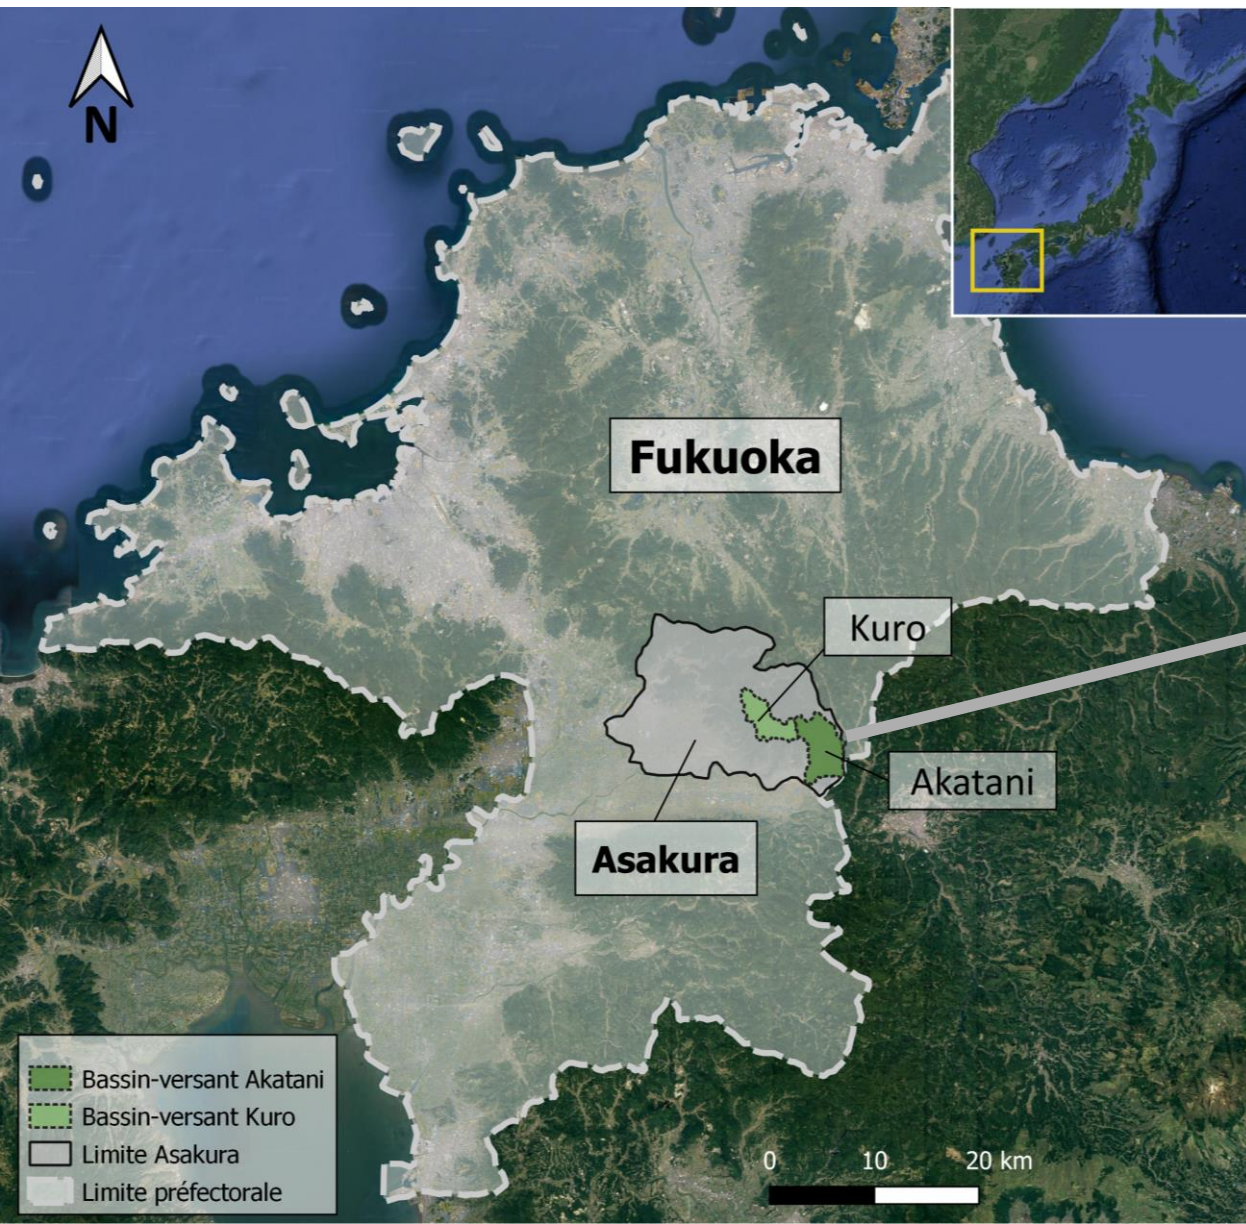 N
Fukuoka
Kuro
Akatani
Asakura
Bassin-versant Akatani
Bassin-versant Kuro
Limite Asakura
Limite préfectorale
0 10 20 km